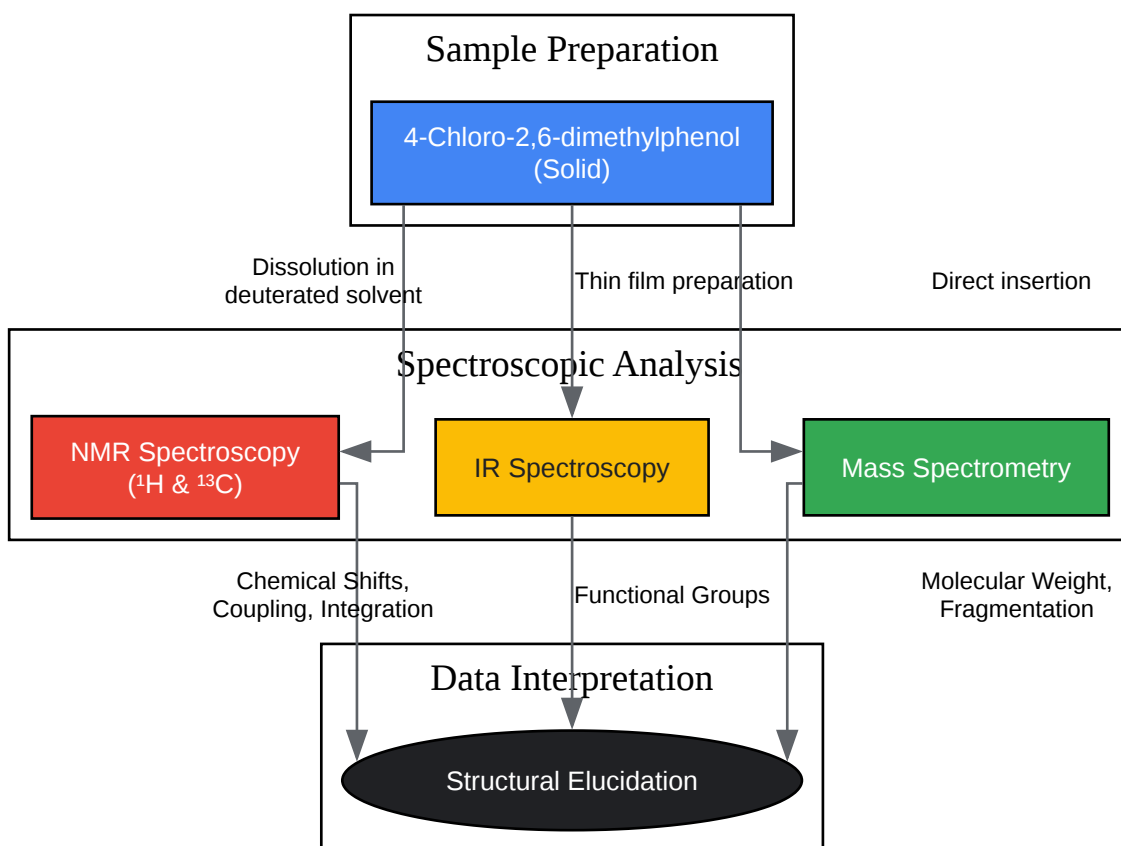 Sample Preparation
4-Chloro-2,6-dimethylphenol
(Solid)
Dissolution in
deuterated solvent
Thin film preparation
Direct insertion
Spectroscopic Analysis
NMR Spectroscopy
(¹H & ¹³C)
IR Spectroscopy
Mass Spectrometry
Chemical Shifts,
Coupling, Integration
Functional Groups
Molecular Weight,
Fragmentation
Data Interpretation
Structural Elucidation